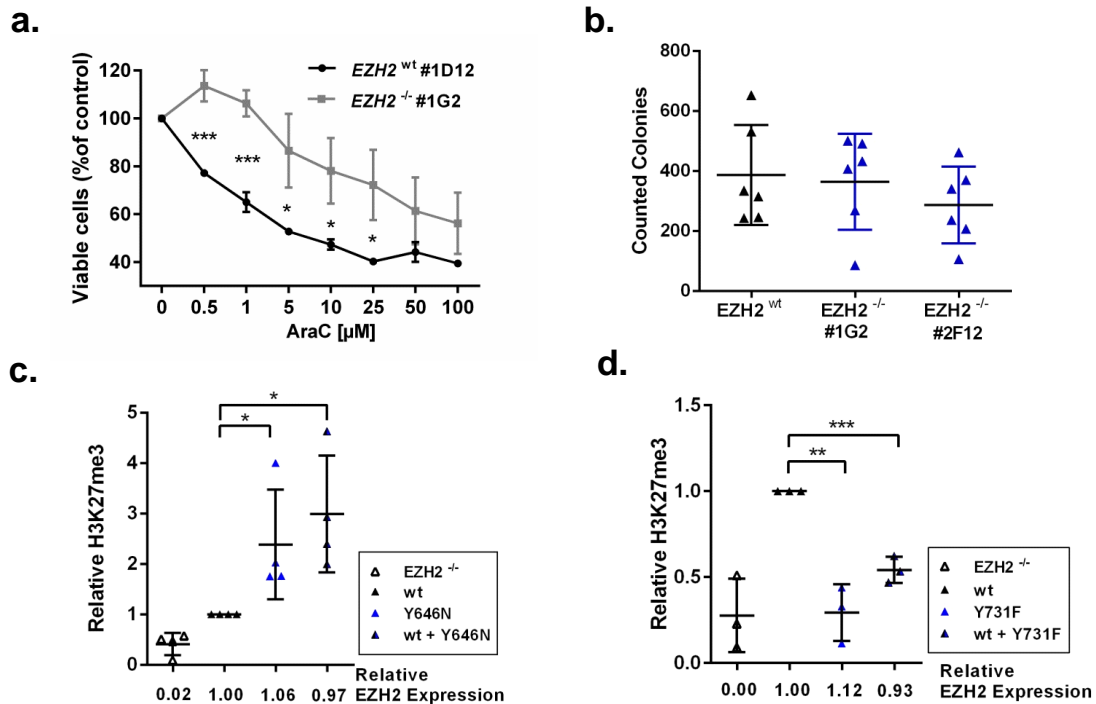 a.
Viable cells (%of control)
120
100
80
60
40
EZH2 wt #1D12
EZH2 -/- #1G2
***
***
*
*
*
0 0.5 1 5 10 25 50 100
AraC [µM]
b.
Counted Colonies
800
600
400
200
0
EZH2 wt
EZH2 -/-
#1G2
EZH2 -/-
#2F12
c.
Relative H3K27me3
5
4
3
2
1
0
*
*
EZH2 -/-
wt
Y646N
wt + Y646N
0.02 1.00 1.06 0.97
Relative
EZH2 Expression
d.
Relative H3K27me3
1.5
1.0
0.5
0.0
***
**
EZH2 -/-
wt
Y731F
wt + Y731F
0.00 1.00 1.12 0.93
Relative
EZH2 Expression